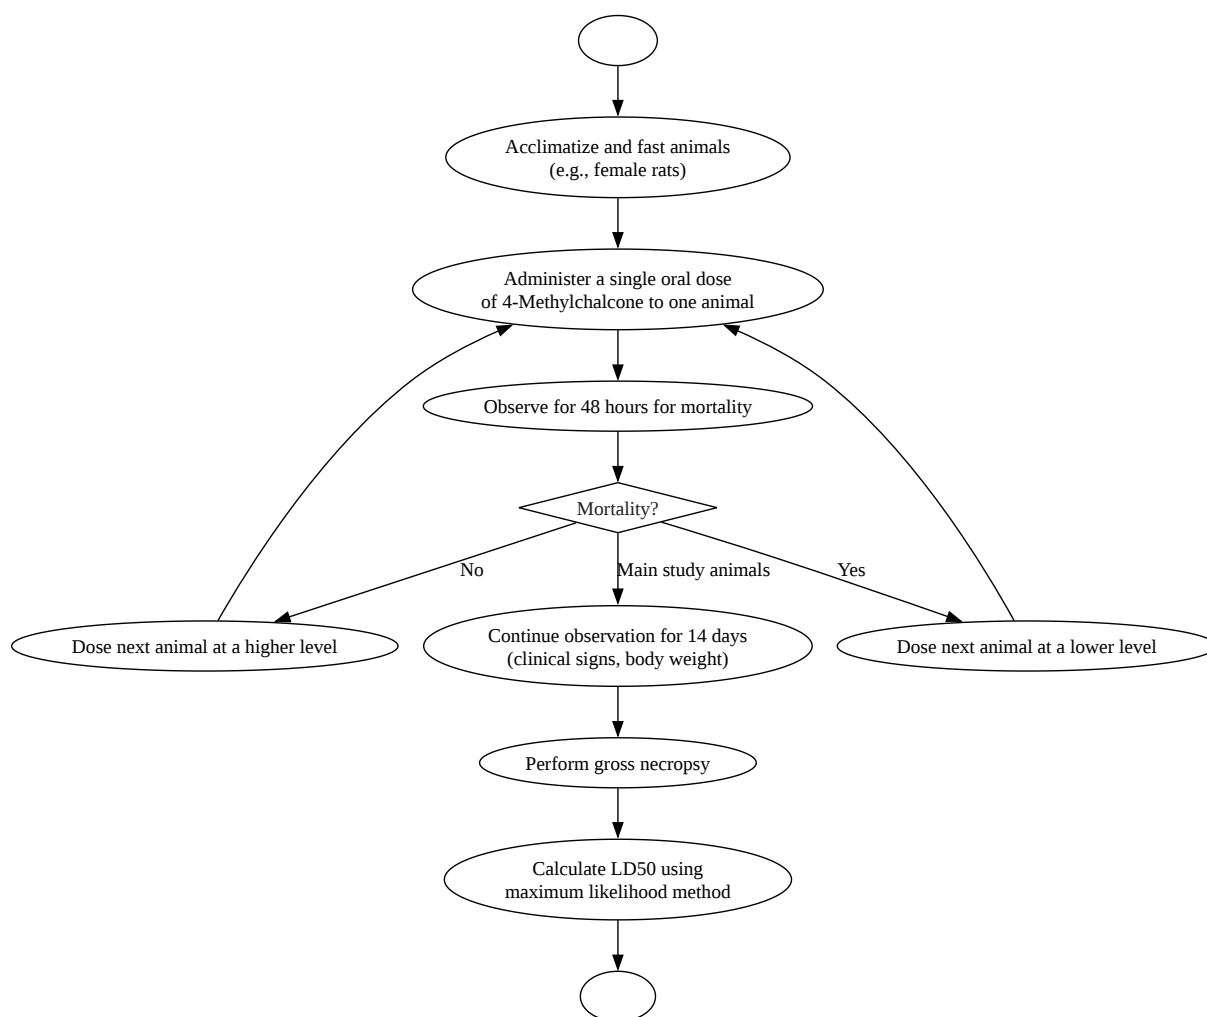 Acclimatize and fast animals
(e.g., female rats)
Administer a single oral dose
of 4-Methylchalcone to one animal
Observe for 48 hours for mortality
Mortality?
No
Main study animals
Yes
Dose next animal at a higher level
Continue observation for 14 days
(clinical signs, body weight)
Dose next animal at a lower level
Perform gross necropsy
Calculate LD50 using
maximum likelihood method